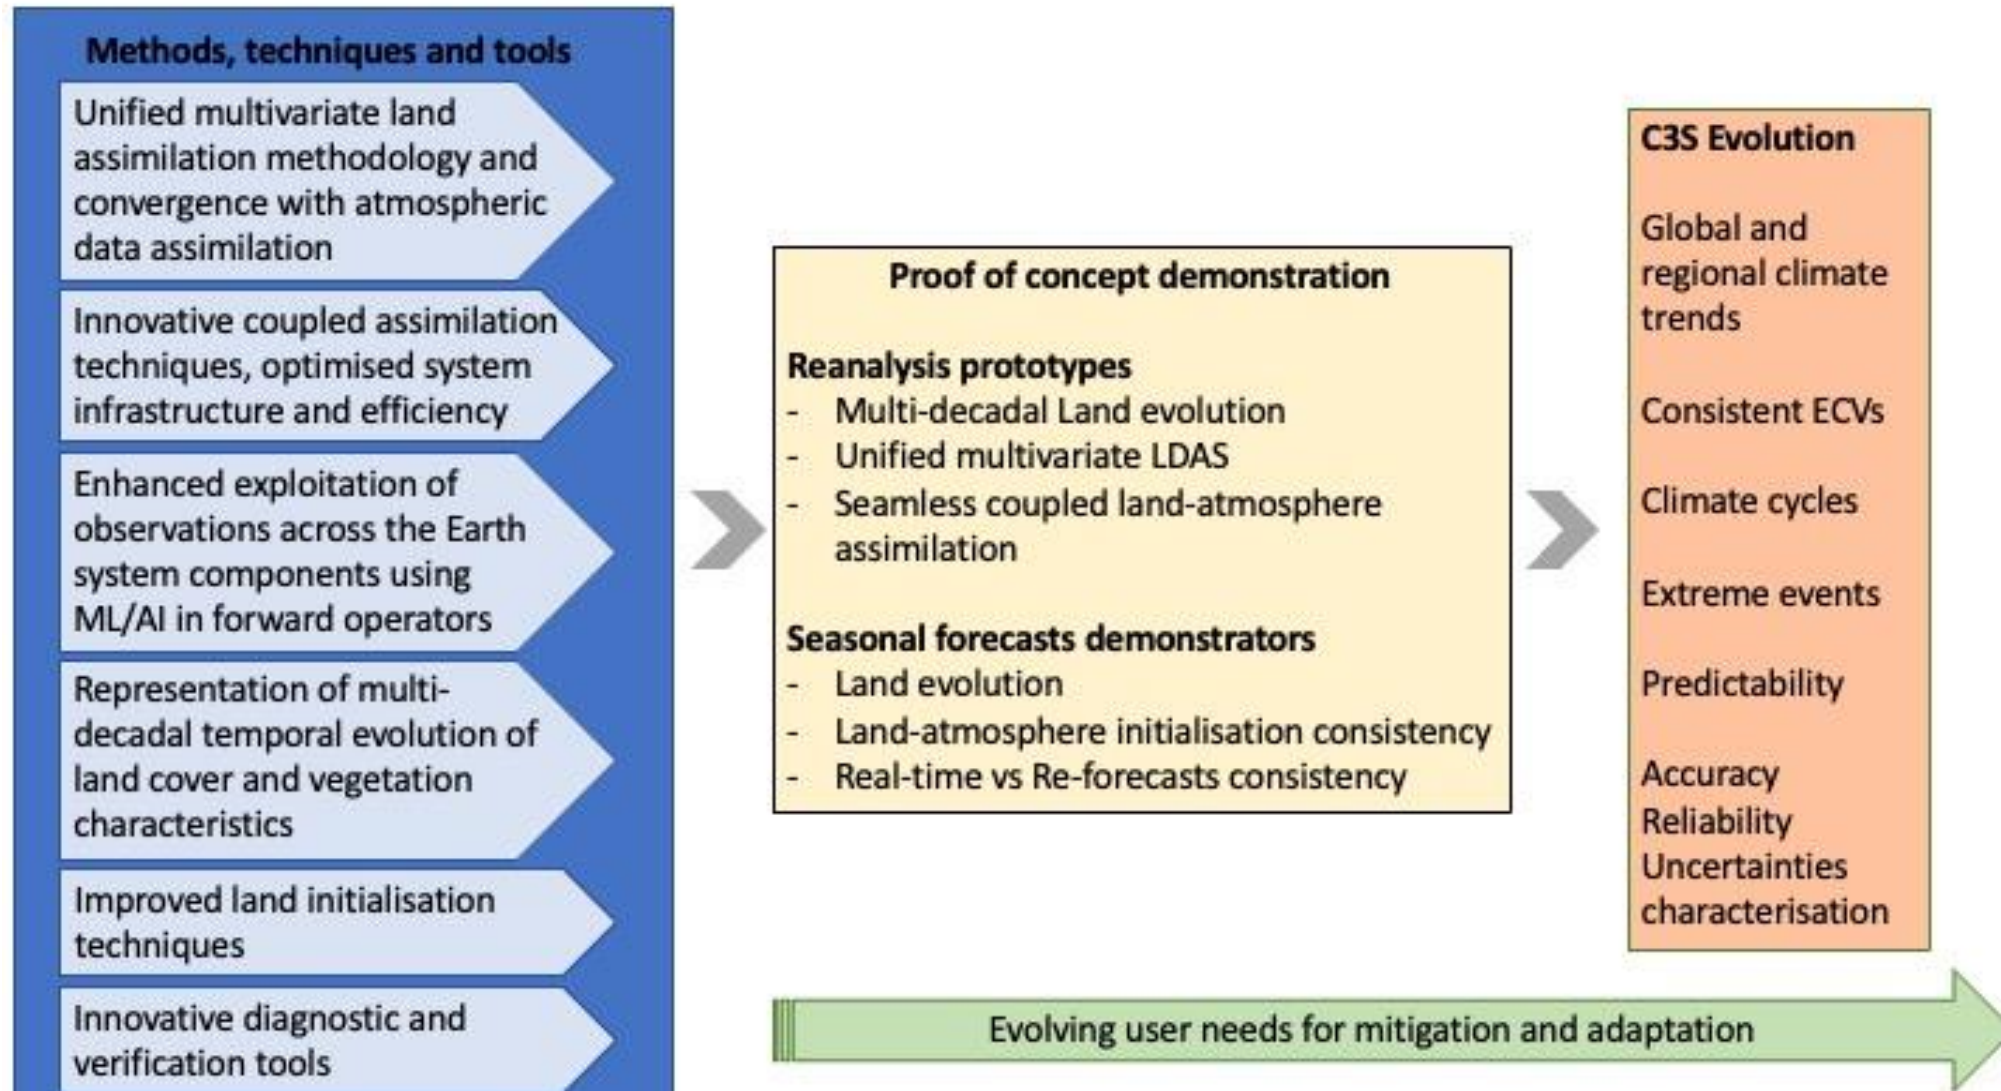 Methods, techniques and tools
Unified multivariate land
assimilation methodology and
convergence with atmospheric
data assimilation
Innovative coupled assimilation
techniques, optimised system
infrastructure and efficiency
Enhanced exploitation of
observations across the Earth
system components using
ML/AI in forward operators
Representation of multi-
decadal temporal evolution of
land cover and vegetation
characteristics
Improved land initialisation
techniques
Innovative diagnostic and
verification tools
Proof of concept demonstration
Reanalysis prototypes
- Multi-decadal Land evolution
- Unified multivariate LDAS
- Seamless coupled land-atmosphere
assimilation
Seasonal forecasts demonstrators
- Land evolution
- Land-atmosphere initialisation consistency
- Real-time vs Re-forecasts consistency
C3S Evolution
Global and
regional climate
trends
Consistent ECVs
Climate cycles
Extreme events
Predictability
Accuracy
Reliability
Uncertainties
characterisation
Evolving user needs for mitigation and adaptation